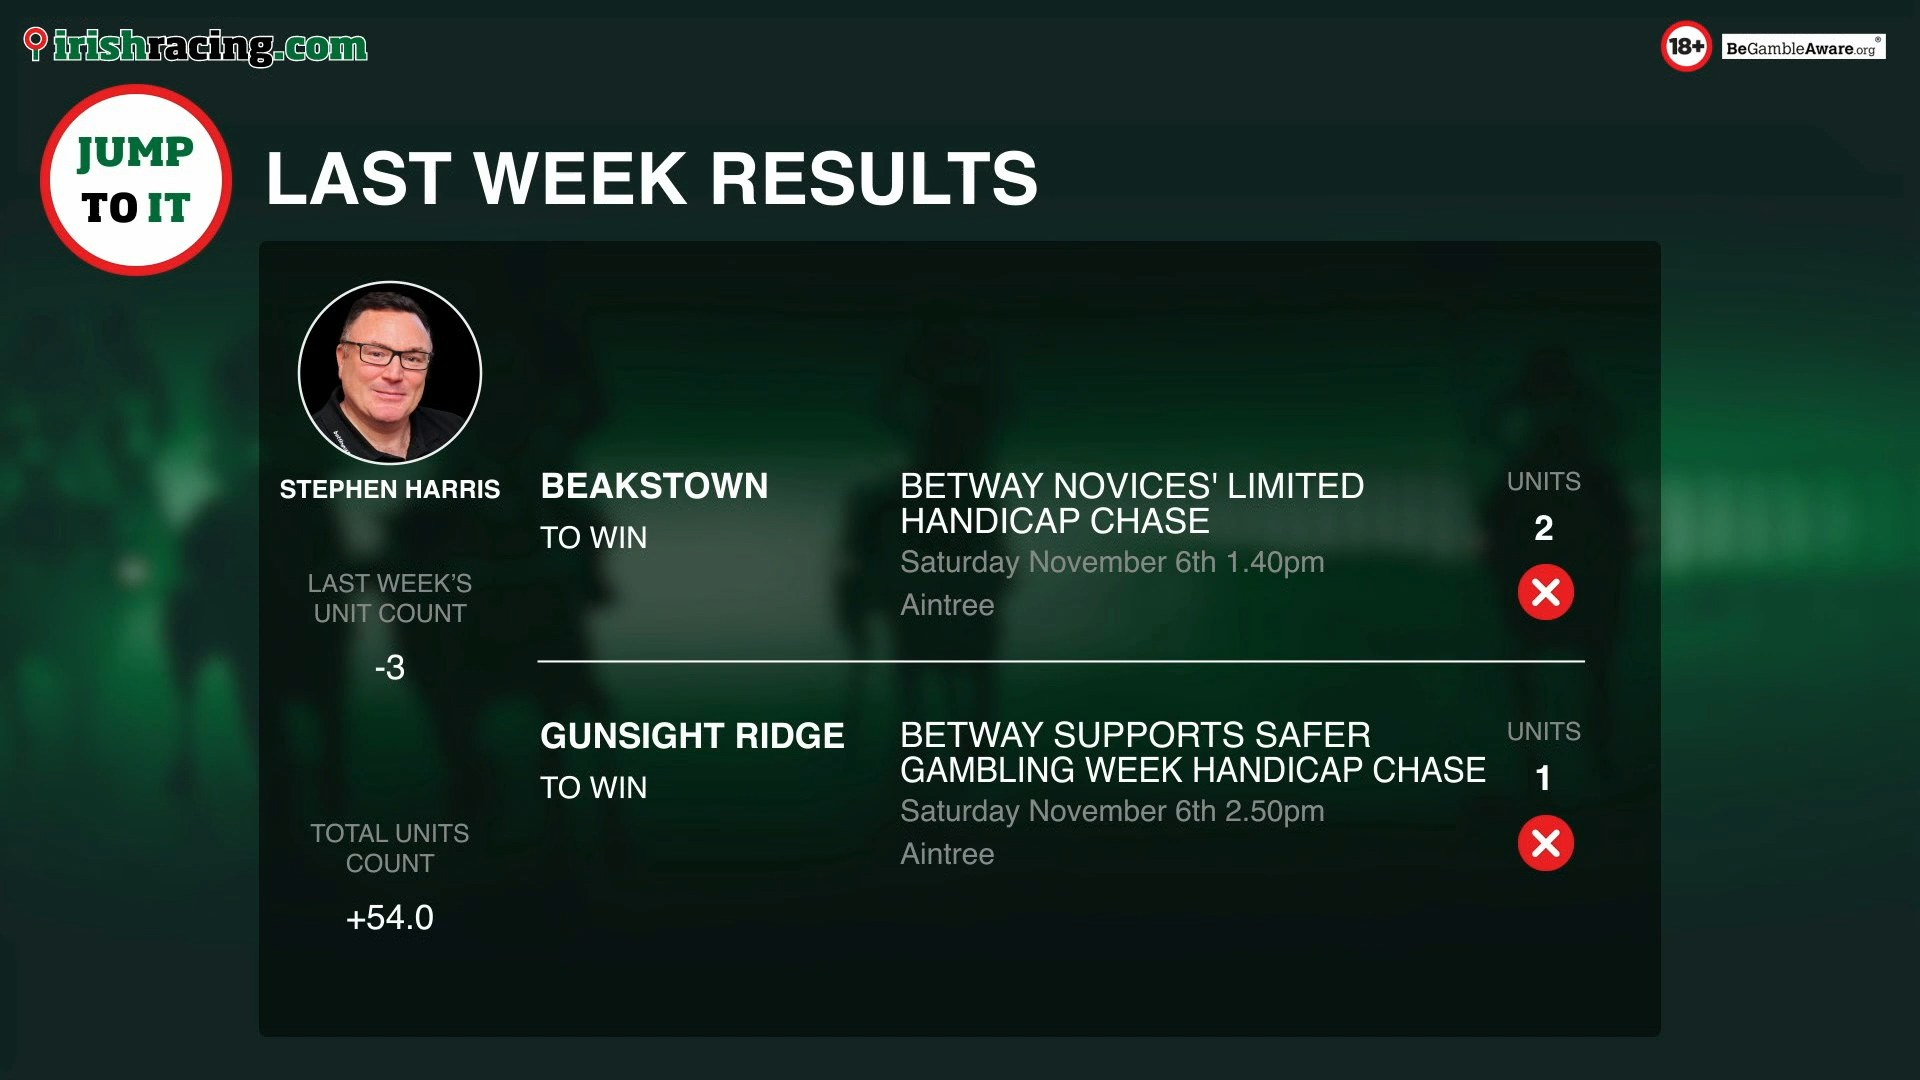 irishracing.com
18+
BeGambleAware.org®
JUMP
TO IT
LAST WEEK RESULTS
STEPHEN HARRIS
LAST WEEK’S
UNIT COUNT
-3
TOTAL UNITS
COUNT
+54.0
BEAKSTOWN
TO WIN
BETWAY NOVICES' LIMITED
HANDICAP CHASE
Saturday November 6th 1.40pm
Aintree
UNITS
2
GUNSIGHT RIDGE
TO WIN
BETWAY SUPPORTS SAFER
GAMBLING WEEK HANDICAP CHASE
Saturday November 6th 2.50pm
Aintree
UNITS
1